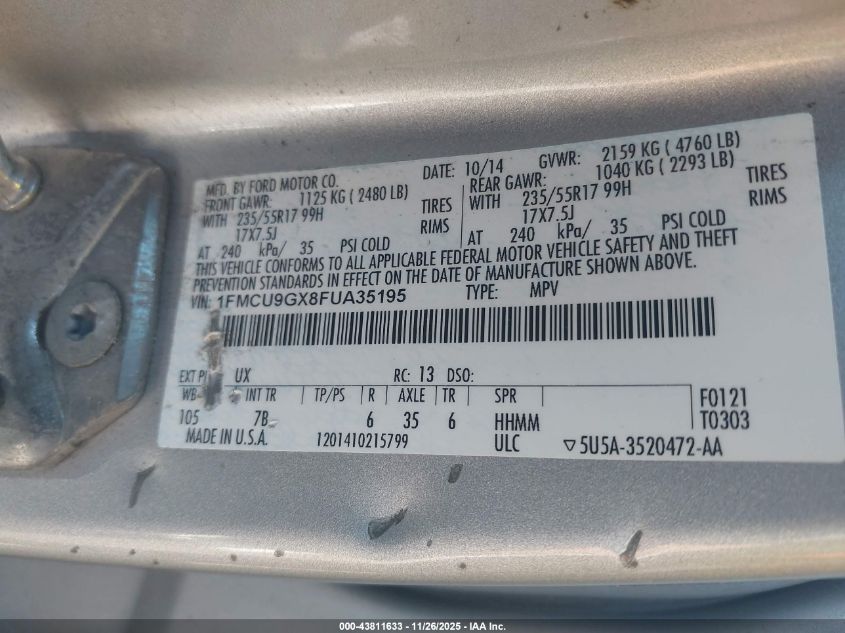 MFD. BY FORD MOTOR CO. DATE: 10/14 GVWR: 2159 KG ( 4760 LB)
FRONT GAWR: 1125 KG ( 2480 LB) REAR GAWR: 1040 KG ( 2293 LB)
WITH 235/55R17 99H TIRES WITH 235/55R17 99H TIRES
17X7.5J RIMS 17X7.5J RIMS
AT 240 kPa/ 35 PSI COLD AT 240 kPa/ 35 PSI COLD
THIS VEHICLE CONFORMS TO ALL APPLICABLE FEDERAL MOTOR VEHICLE SAFETY AND THEFT
PREVENTION STANDARDS IN EFFECT ON THE DATE OF MANUFACTURE SHOWN ABOVE.
VIN: 1FMCU9GX8FUA35195 TYPE: MPV
EXT UX RC: 13 DSO:
WB INT TR TP/PS R AXLE TR SPR F0121
105 7B 6 35 6 HHMM T0303
MADE IN U.S.A. 1201410215799 ULC ▽5U5A-3520472-AA
000-43811633 - 11/26/2025 - IAA Inc.